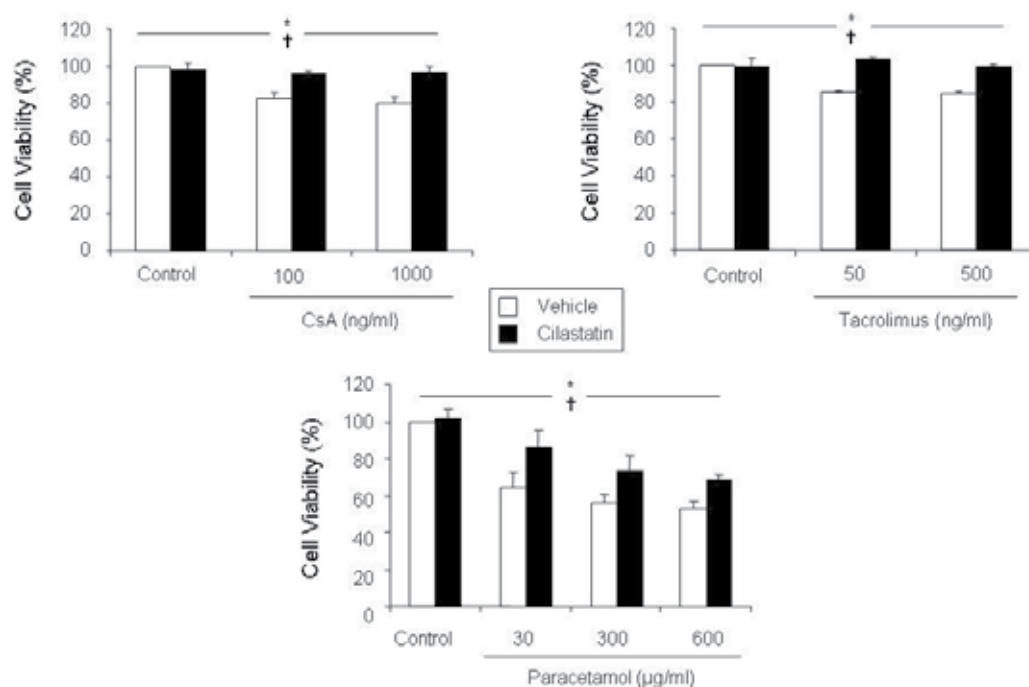 * 
†
Cell Viability (%)
120
100
80
60
40
20
0
Control 100 1000
CsA (ng/ml)
*
†
Cell Viability (%)
120
100
80
60
40
20
0
Control 50 500
Tacrolimus (ng/ml)
Vehicle
Cilastatin
*
†
Cell Viability (%)
120
100
80
60
40
20
0
Control 30 300 600
Paracetamol (µg/ml)